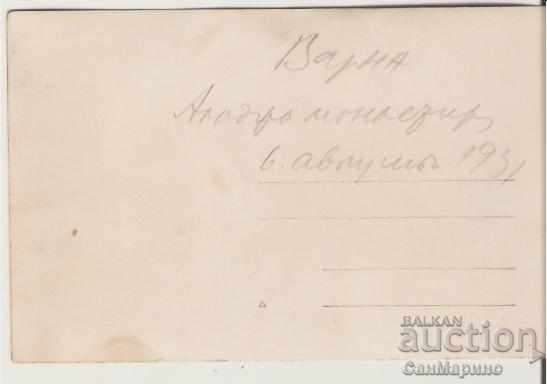 Варна
Аладжа монастир
6. августъ 1931
BALKAN
auction
СанМарино